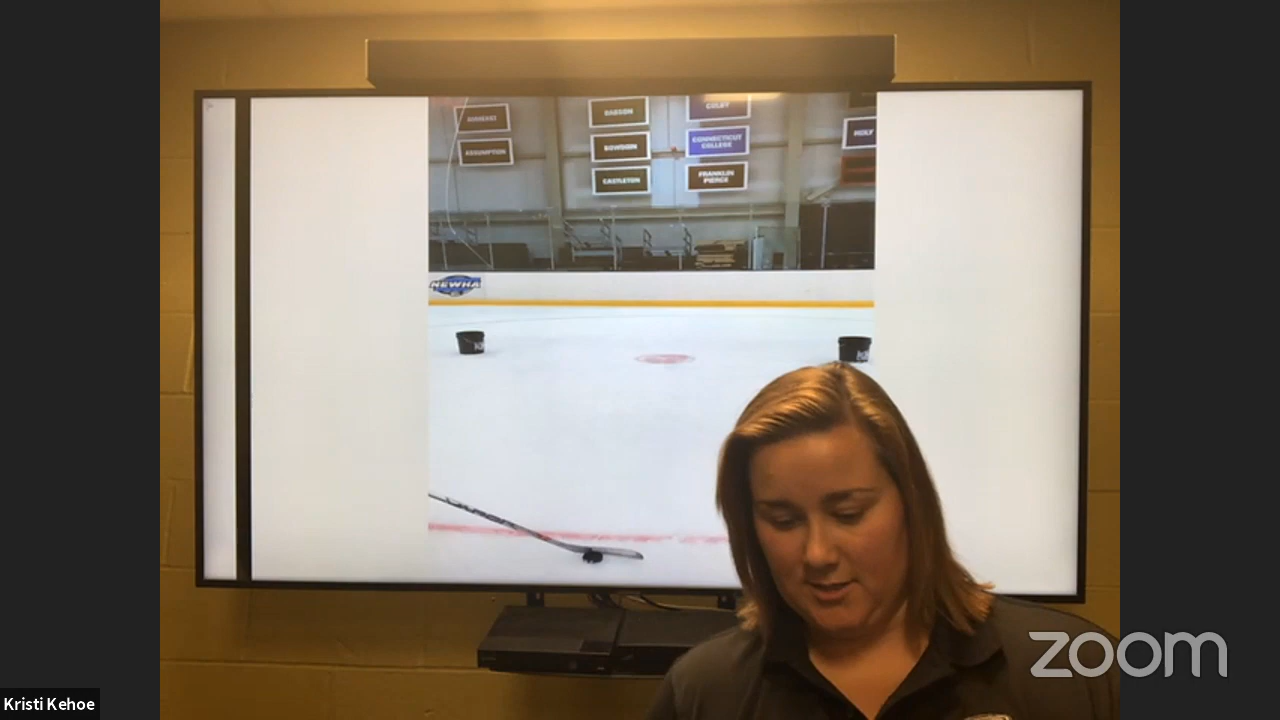 BABSON
COLBY
ASSUMPTION
BOWDOIN
CONNECTICUT
COLLEGE
HOLY
CASTLETON
FRANKLIN
PIERCE
NEWHA
zoom
Kristi Kehoe